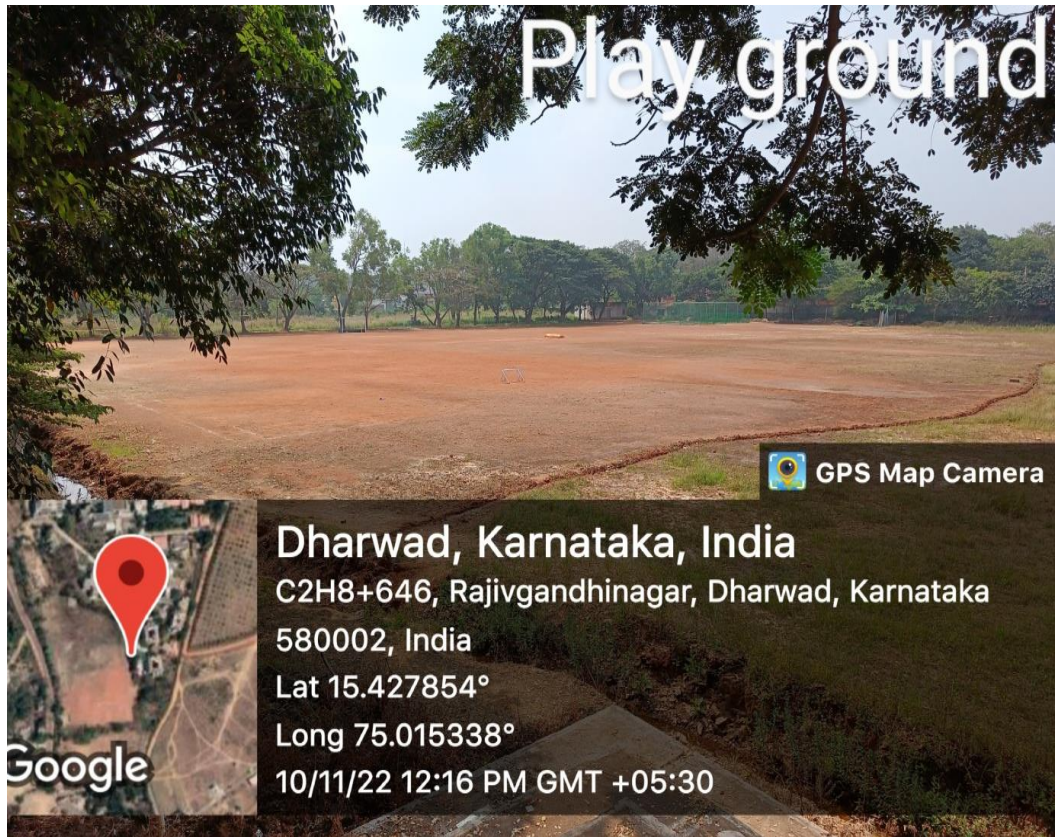 Play ground
GPS Map Camera
Dharwad, Karnataka, India
C2H8+646, Rajivgandhinagar, Dharwad, Karnataka
580002, India
Lat 15.427854°
Long 75.015338°
10/11/22 12:16 PM GMT +05:30
Google